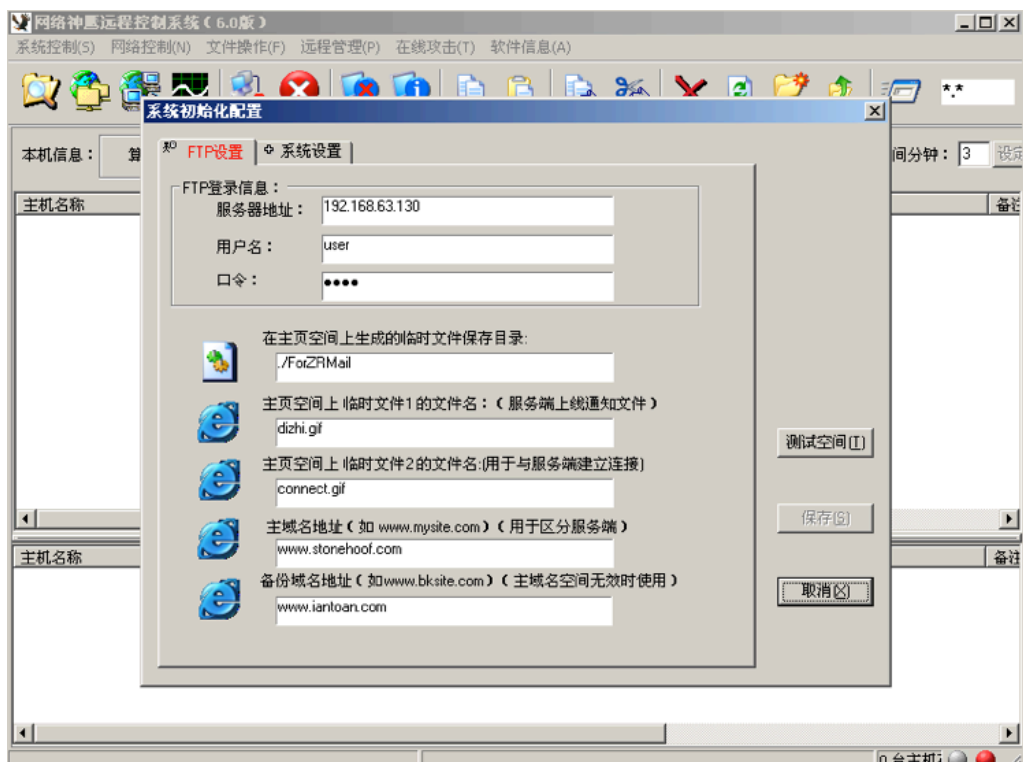 网络神鹰远程控制系统（6.0版）
系统控制(S) 网络控制(N) 文件操作(F) 远程管理(P) 在线攻击(T) 软件信息(A)
*.*
系统初始化配置
本机信息：
间分钟： 3 设定
FTP设置 系统设置
主机名称 备注
FTP登录信息：
服务器地址： 192.168.63.130
用户名： user
口令： ●●●●
在主页空间上生成的临时文件保存目录:
./ForZRMail
主页空间上临时文件1的文件名：（服务端上线通知文件）
dizhi.gif
测试空间(T)
主页空间上临时文件2的文件名:(用于与服务端建立连接)
connect.gif
保存(S)
主域名地址（如 www.mysite.com）（用于区分服务端）
www.stonehoof.com
主机名称 备注
备份域名地址（如www.bksite.com）（主域名空间无效时使用）
取消(X)
www.iantoan.com
0 台主机